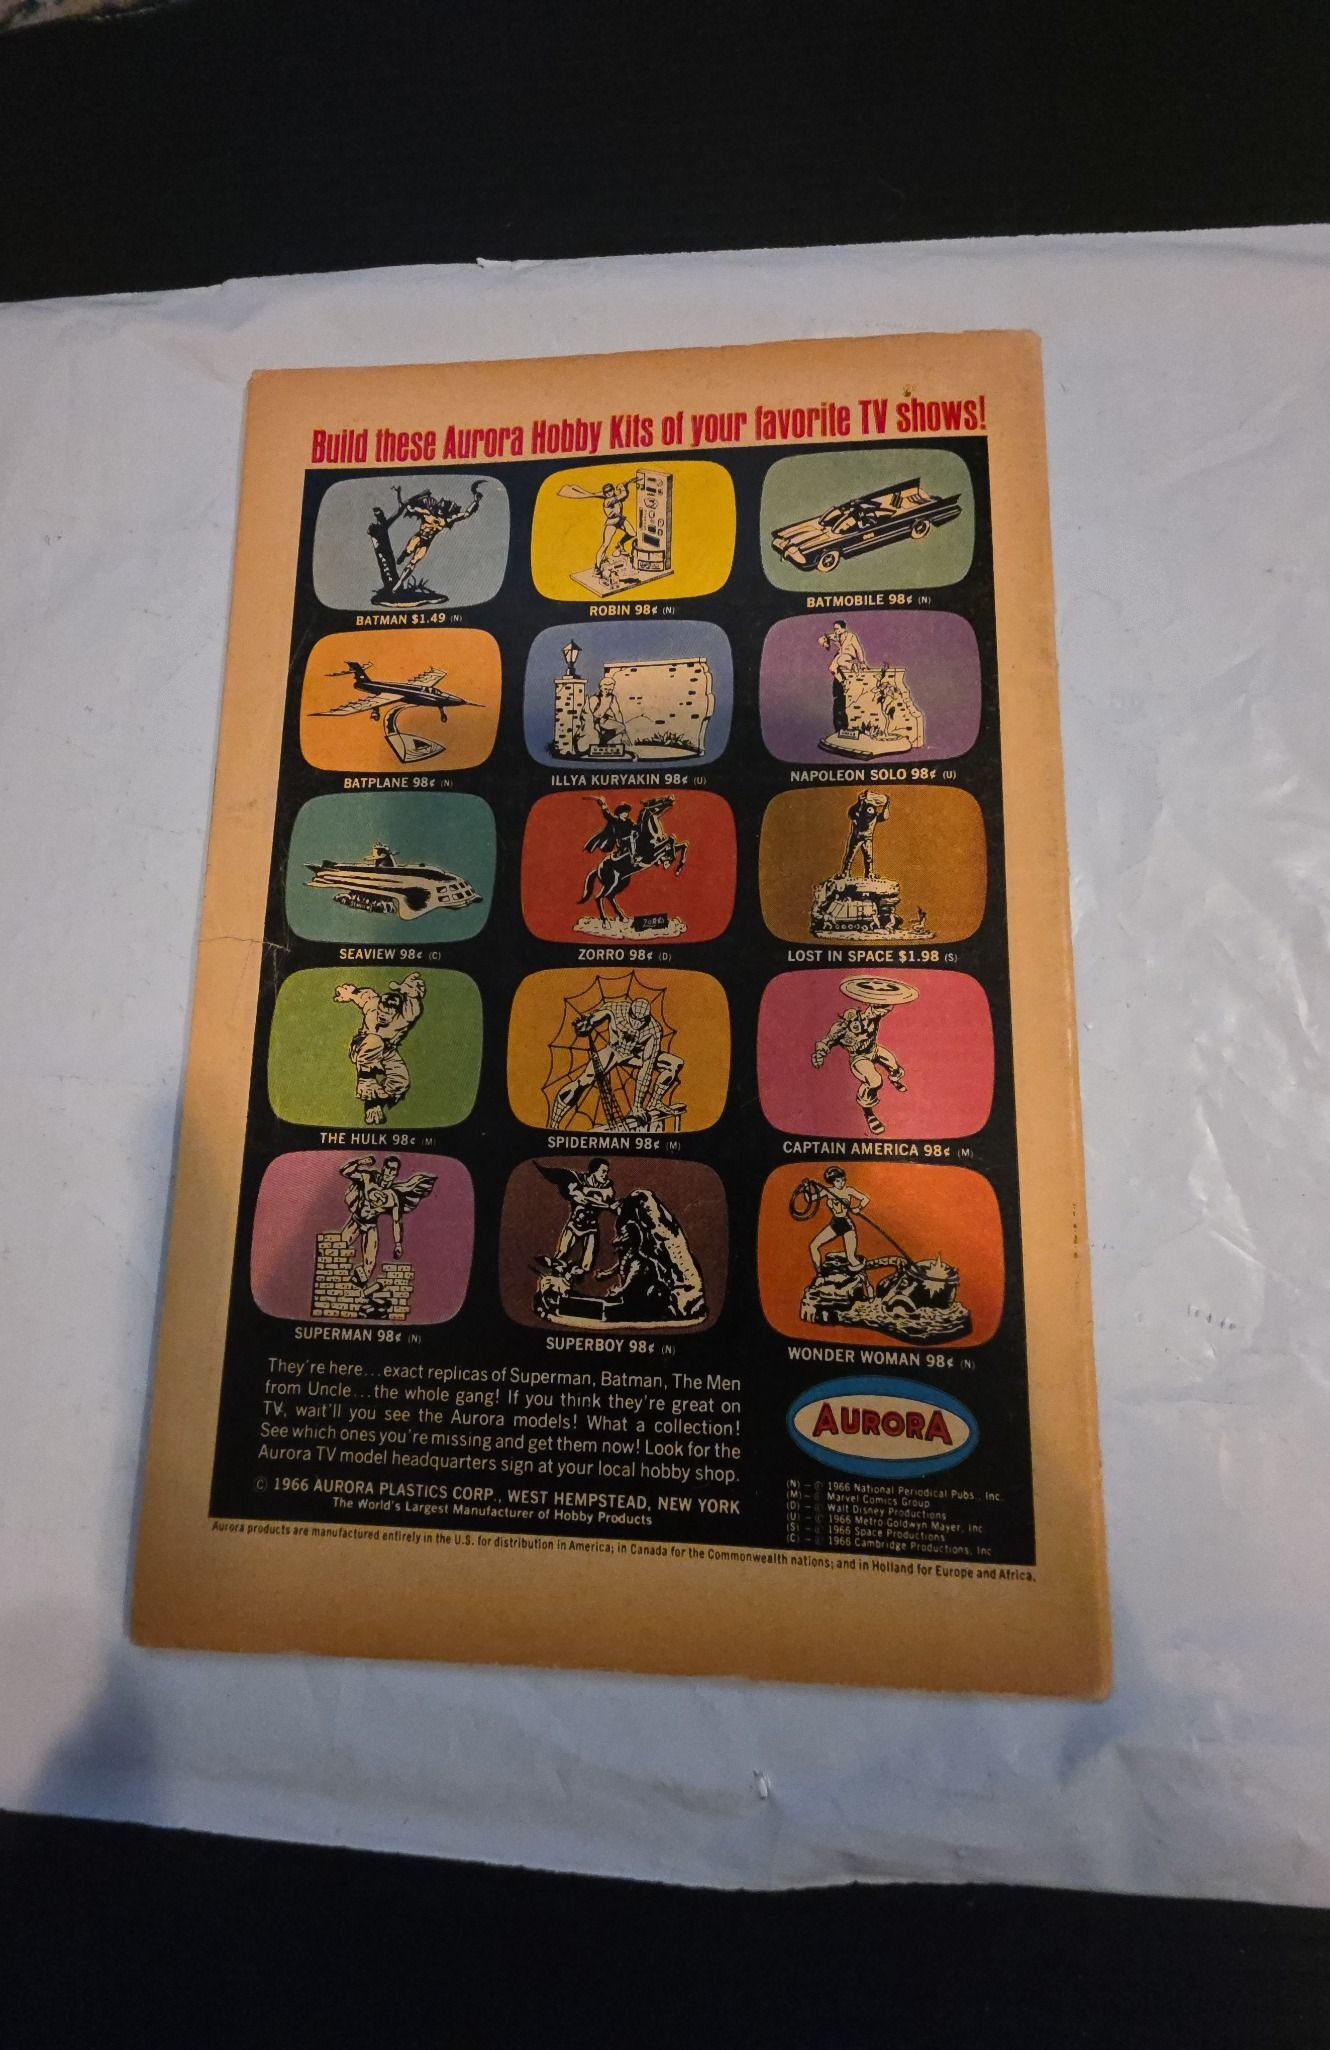 Build these Aurora Hobby Kits of your favorite TV shows!
BATMAN $1.49 (N)
ROBIN 98¢ (N)
BATMOBILE 98¢ (N)
BATPLANE 98¢ (N)
ILLYA KURYAKIN 98¢ (U)
NAPOLEON SOLO 98¢ (U)
SEAVIEW 98¢ (C)
ZORRO
ZORRO 98¢ (D)
LOST IN SPACE $1.98 (S)
THE HULK 98¢ (M)
SPIDERMAN 98¢ (M)
CAPTAIN AMERICA 98¢ (M)
SUPERMAN 98¢ (N)
SUPERBOY 98¢ (N)
WONDER WOMAN 98¢ (N)
They're here...exact replicas of Superman, Batman, The Men
from Uncle...the whole gang! If you think they're great on
TV, wait'll you see the Aurora models! What a collection!
See which ones you're missing and get them now! Look for the
Aurora TV model headquarters sign at your local hobby shop.
© 1966 AURORA PLASTICS CORP., WEST HEMPSTEAD, NEW YORK
The World's Largest Manufacturer of Hobby Products
AURORA
(N) – © 1966 National Periodical Pubs., Inc.
(M) – © Marvel Comics Group
(D) – © Walt Disney Productions
(U) – © 1966 Metro Goldwyn Mayer, Inc
(S) – © 1966 Space Productions
(C) – © 1966 Cambridge Productions, Inc
Aurora products are manufactured entirely in the U.S. for distribution in America; in Canada for the Commonwealth nations; and in Holland for Europe and Africa.